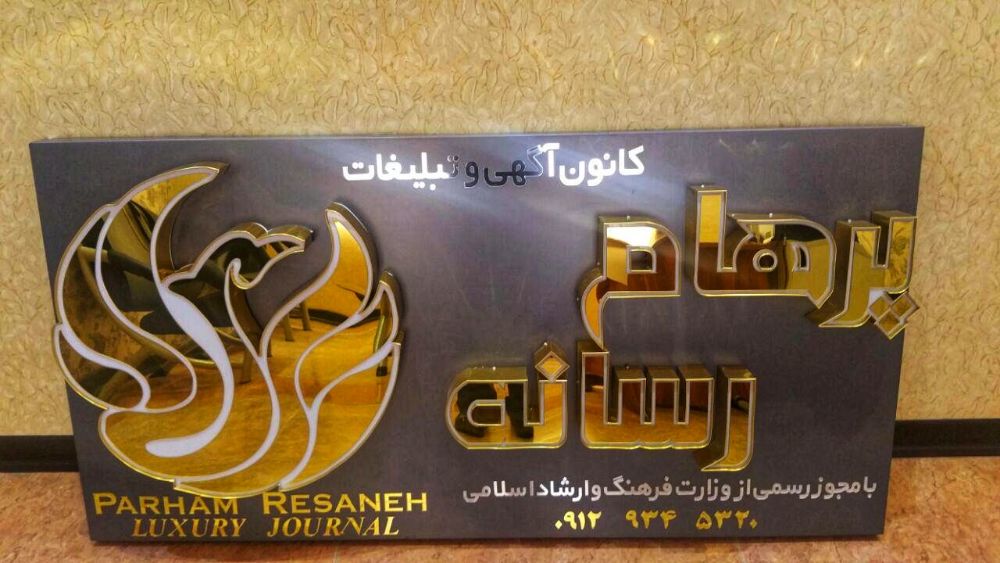 کانون آگهی و تبلیغات
پرهام
رسانه
با مجوز رسمی از وزارت فرهنگ و ارشاد اسلامی
۰۹۱۲ ۹۳۴ ۵۳۲۰
PARHAM RESANEH
LUXURY JOURNAL